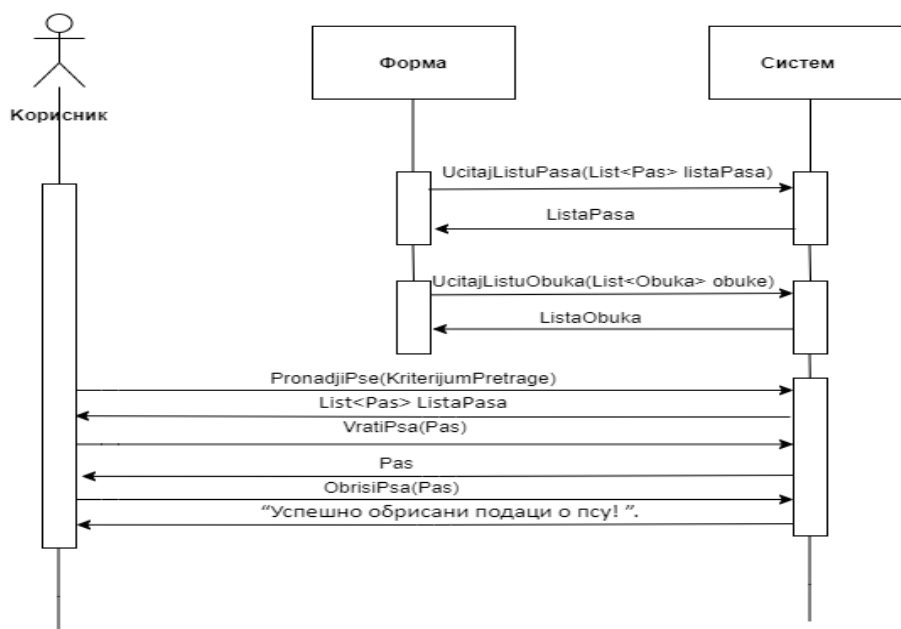 Корисник
Форма
Систем
UcitajListuPasa(List<Pas> listaPasa)
ListaPasa
UcitajListuObuka(List<Obuka> obuke)
ListaObuka
PronadjiPse(KriterijumPretrage)
List<Pas> ListaPasa
VratiPsa(Pas)
Pas
ObrisiPsa(Pas)
“Успешно обрисани подаци о псу! ”.